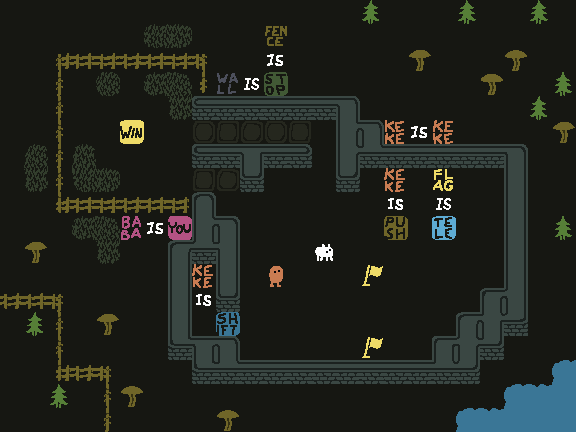 FENCE
IS
WALL IS STOP
WIN
KEKE IS KEKE
KEKE FLAG
IS IS
PUSH TELE
BABA IS YOU
KEKE
IS
SHIFT